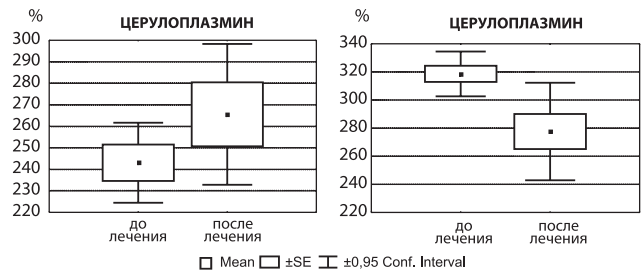 % ЦЕРУЛОПЛАЗМИН
300
290
280
270
260
250
240
230
220
до лечения
после лечения
% ЦЕРУЛОПЛАЗМИН
340
320
300
280
260
240
220
до лечения
после лечения
Mean ±SE ±0,95 Conf. Interval